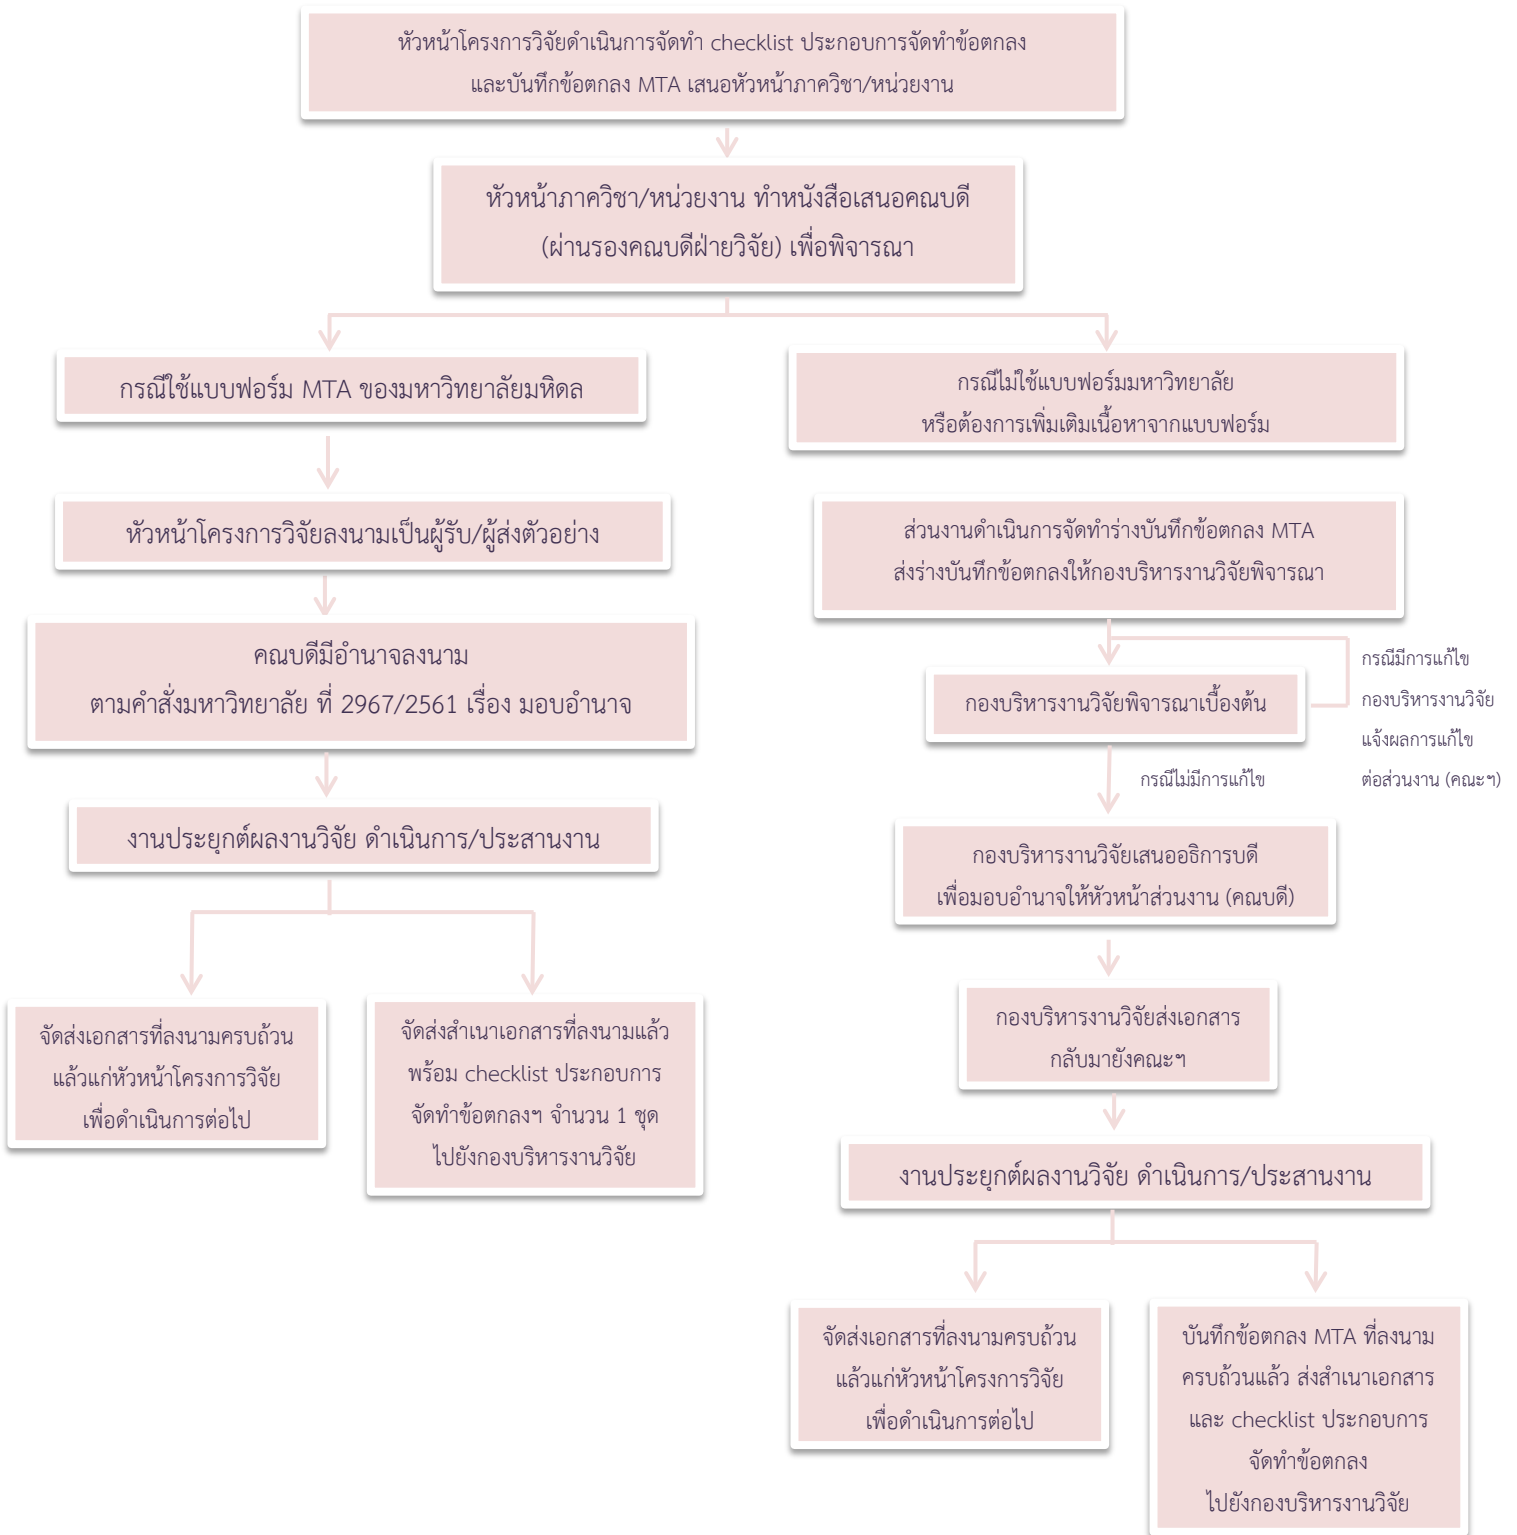 หัวหน้าโครงการวิจัยดำเนินการจัดทำ checklist ประกอบการจัดทำข้อตกลง
และบันทึกข้อตกลง MTA เสนอหัวหน้าภาควิชา/หน่วยงาน
หัวหน้าภาควิชา/หน่วยงาน ทำหนังสือเสนอคณบดี
(ผ่านรองคณบดีฝ่ายวิจัย) เพื่อพิจารณา
กรณีใช้แบบฟอร์ม MTA ของมหาวิทยาลัยมหิดล
หัวหน้าโครงการวิจัยลงนามเป็นผู้รับ/ผู้ส่งตัวอย่าง
คณบดีมีอำนาจลงนาม
ตามคำสั่งมหาวิทยาลัย ที่ 2967/2561 เรื่อง มอบอำนาจ
งานประยุกต์ผลงานวิจัย ดำเนินการ/ประสานงาน
จัดส่งเอกสารที่ลงนามครบถ้วน
แล้วแก่หัวหน้าโครงการวิจัย
เพื่อดำเนินการต่อไป
จัดส่งสำเนาเอกสารที่ลงนามแล้ว
พร้อม checklist ประกอบการ
จัดทำข้อตกลงฯ จำนวน 1 ชุด
ไปยังกองบริหารงานวิจัย
กรณีไม่ใช้แบบฟอร์มมหาวิทยาลัย
หรือต้องการเพิ่มเติมเนื้อหาจากแบบฟอร์ม
ส่วนงานดำเนินการจัดทำร่างบันทึกข้อตกลง MTA
ส่งร่างบันทึกข้อตกลงให้กองบริหารงานวิจัยพิจารณา
กองบริหารงานวิจัยพิจารณาเบื้องต้น
กรณีมีการแก้ไข
กองบริหารงานวิจัย
แจ้งผลการแก้ไข
ต่อส่วนงาน (คณะฯ)
กรณีไม่มีการแก้ไข
กองบริหารงานวิจัยเสนออธิการบดี
เพื่อมอบอำนาจให้หัวหน้าส่วนงาน (คณบดี)
กองบริหารงานวิจัยส่งเอกสาร
กลับมายังคณะฯ
งานประยุกต์ผลงานวิจัย ดำเนินการ/ประสานงาน
จัดส่งเอกสารที่ลงนามครบถ้วน
แล้วแก่หัวหน้าโครงการวิจัย
เพื่อดำเนินการต่อไป
บันทึกข้อตกลง MTA ที่ลงนาม
ครบถ้วนแล้ว ส่งสำเนาเอกสาร
และ checklist ประกอบการ
จัดทำข้อตกลง
ไปยังกองบริหารงานวิจัย